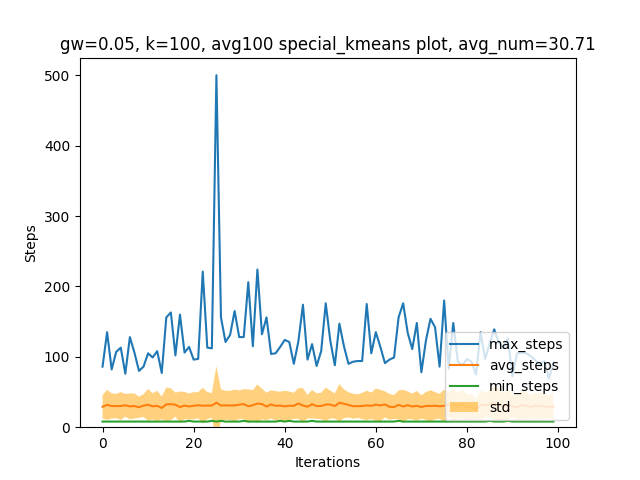 gw=0.05, k=100, avg100 special_kmeans plot, avg_num=30.71
500
400
300
200
100
0
Steps
0 20 40 60 80 100
Iterations
max_steps
avg_steps
min_steps
std